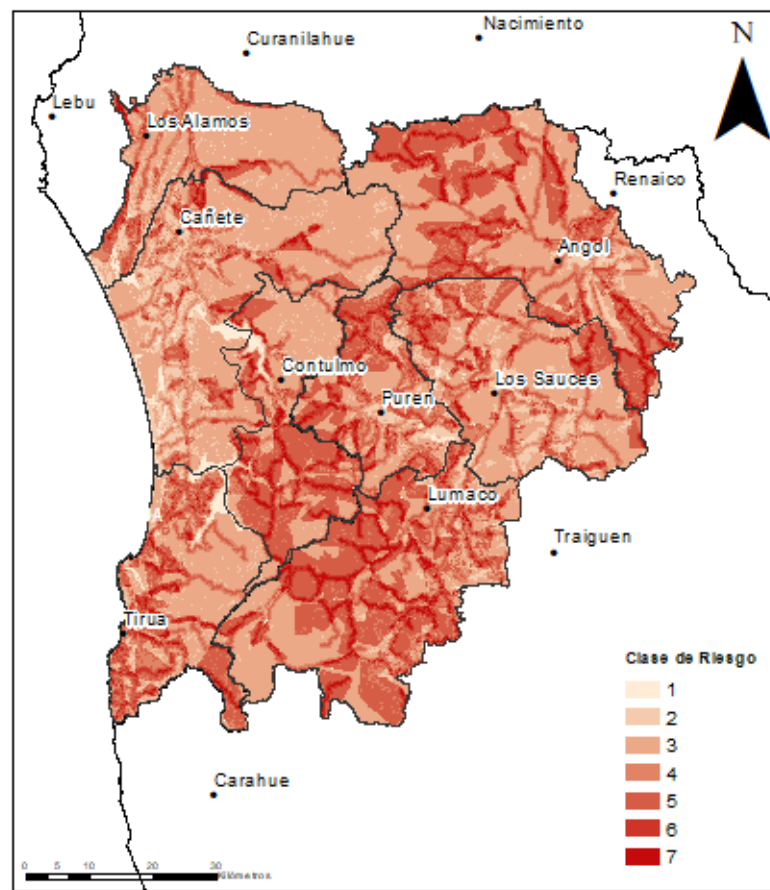 Nacimiento
Curanilahue
N
Lebu
Los Alamos
Renaico
Cañete
Angol
Contulmo
Los Sauces
Puren
Lumaco
Traiguen
Tirua
Clase de Riesgo
1
2
3
4
5
6
7
Carahue
0 5 10 20 30
Kilómetros